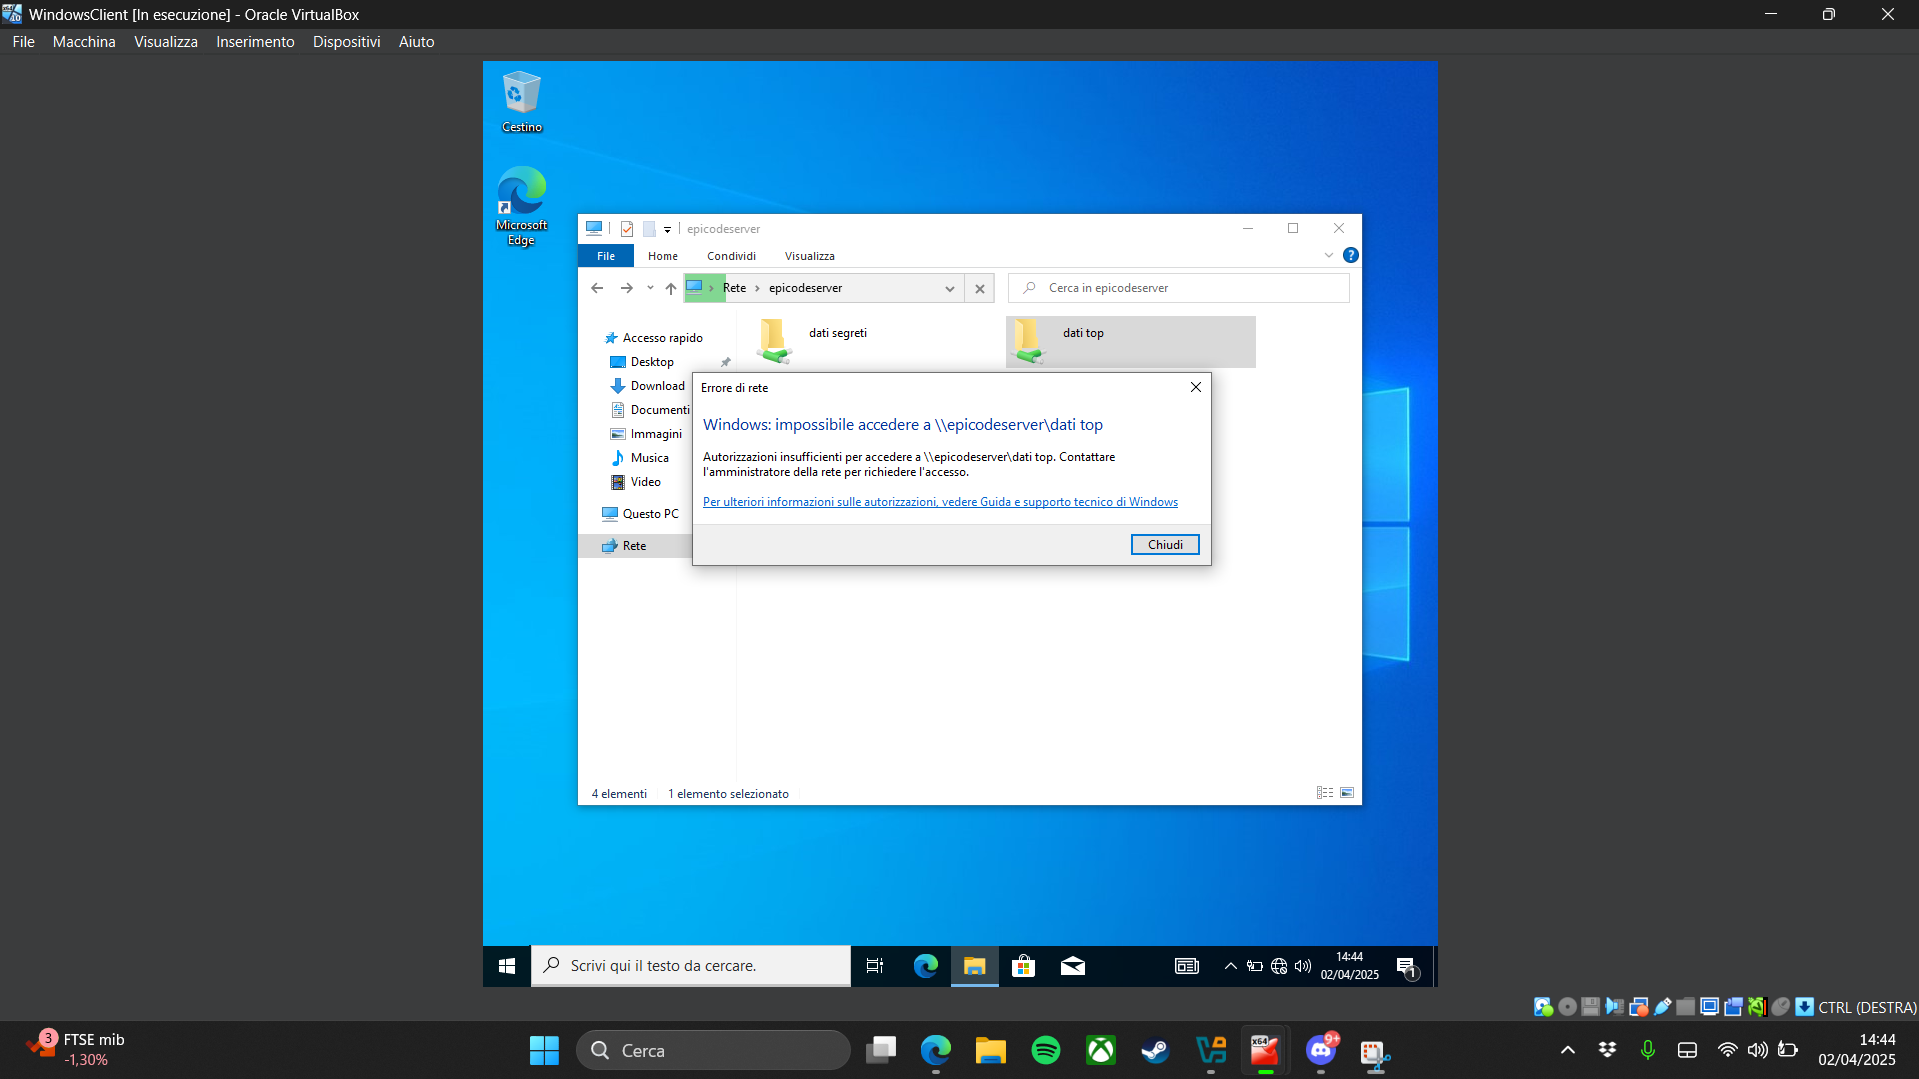 WindowsClient [In esecuzione] - Oracle VirtualBox
File Macchina Visualizza Inserimento Dispositivi Aiuto
Cestino
Microsoft
Edge
epicodeserver
File Home Condividi Visualizza
Rete epicodeserver
Cerca in epicodeserver
Accesso rapido
Desktop
Download
Documenti
Immagini
Musica
Video
Questo PC
Rete
dati segreti
dati top
Errore di rete
Windows: impossibile accedere a \\epicodeserver\dati top
Autorizzazioni insufficienti per accedere a \\epicodeserver\dati top. Contattare
l'amministratore della rete per richiedere l'accesso.
Per ulteriori informazioni sulle autorizzazioni, vedere Guida e supporto tecnico di Windows
Chiudi
4 elementi 1 elemento selezionato
Scrivi qui il testo da cercare.
14:44
02/04/2025
1
CTRL (DESTRA)
3
FTSE mib
-1,30%
Cerca
x64
9+
14:44
02/04/2025